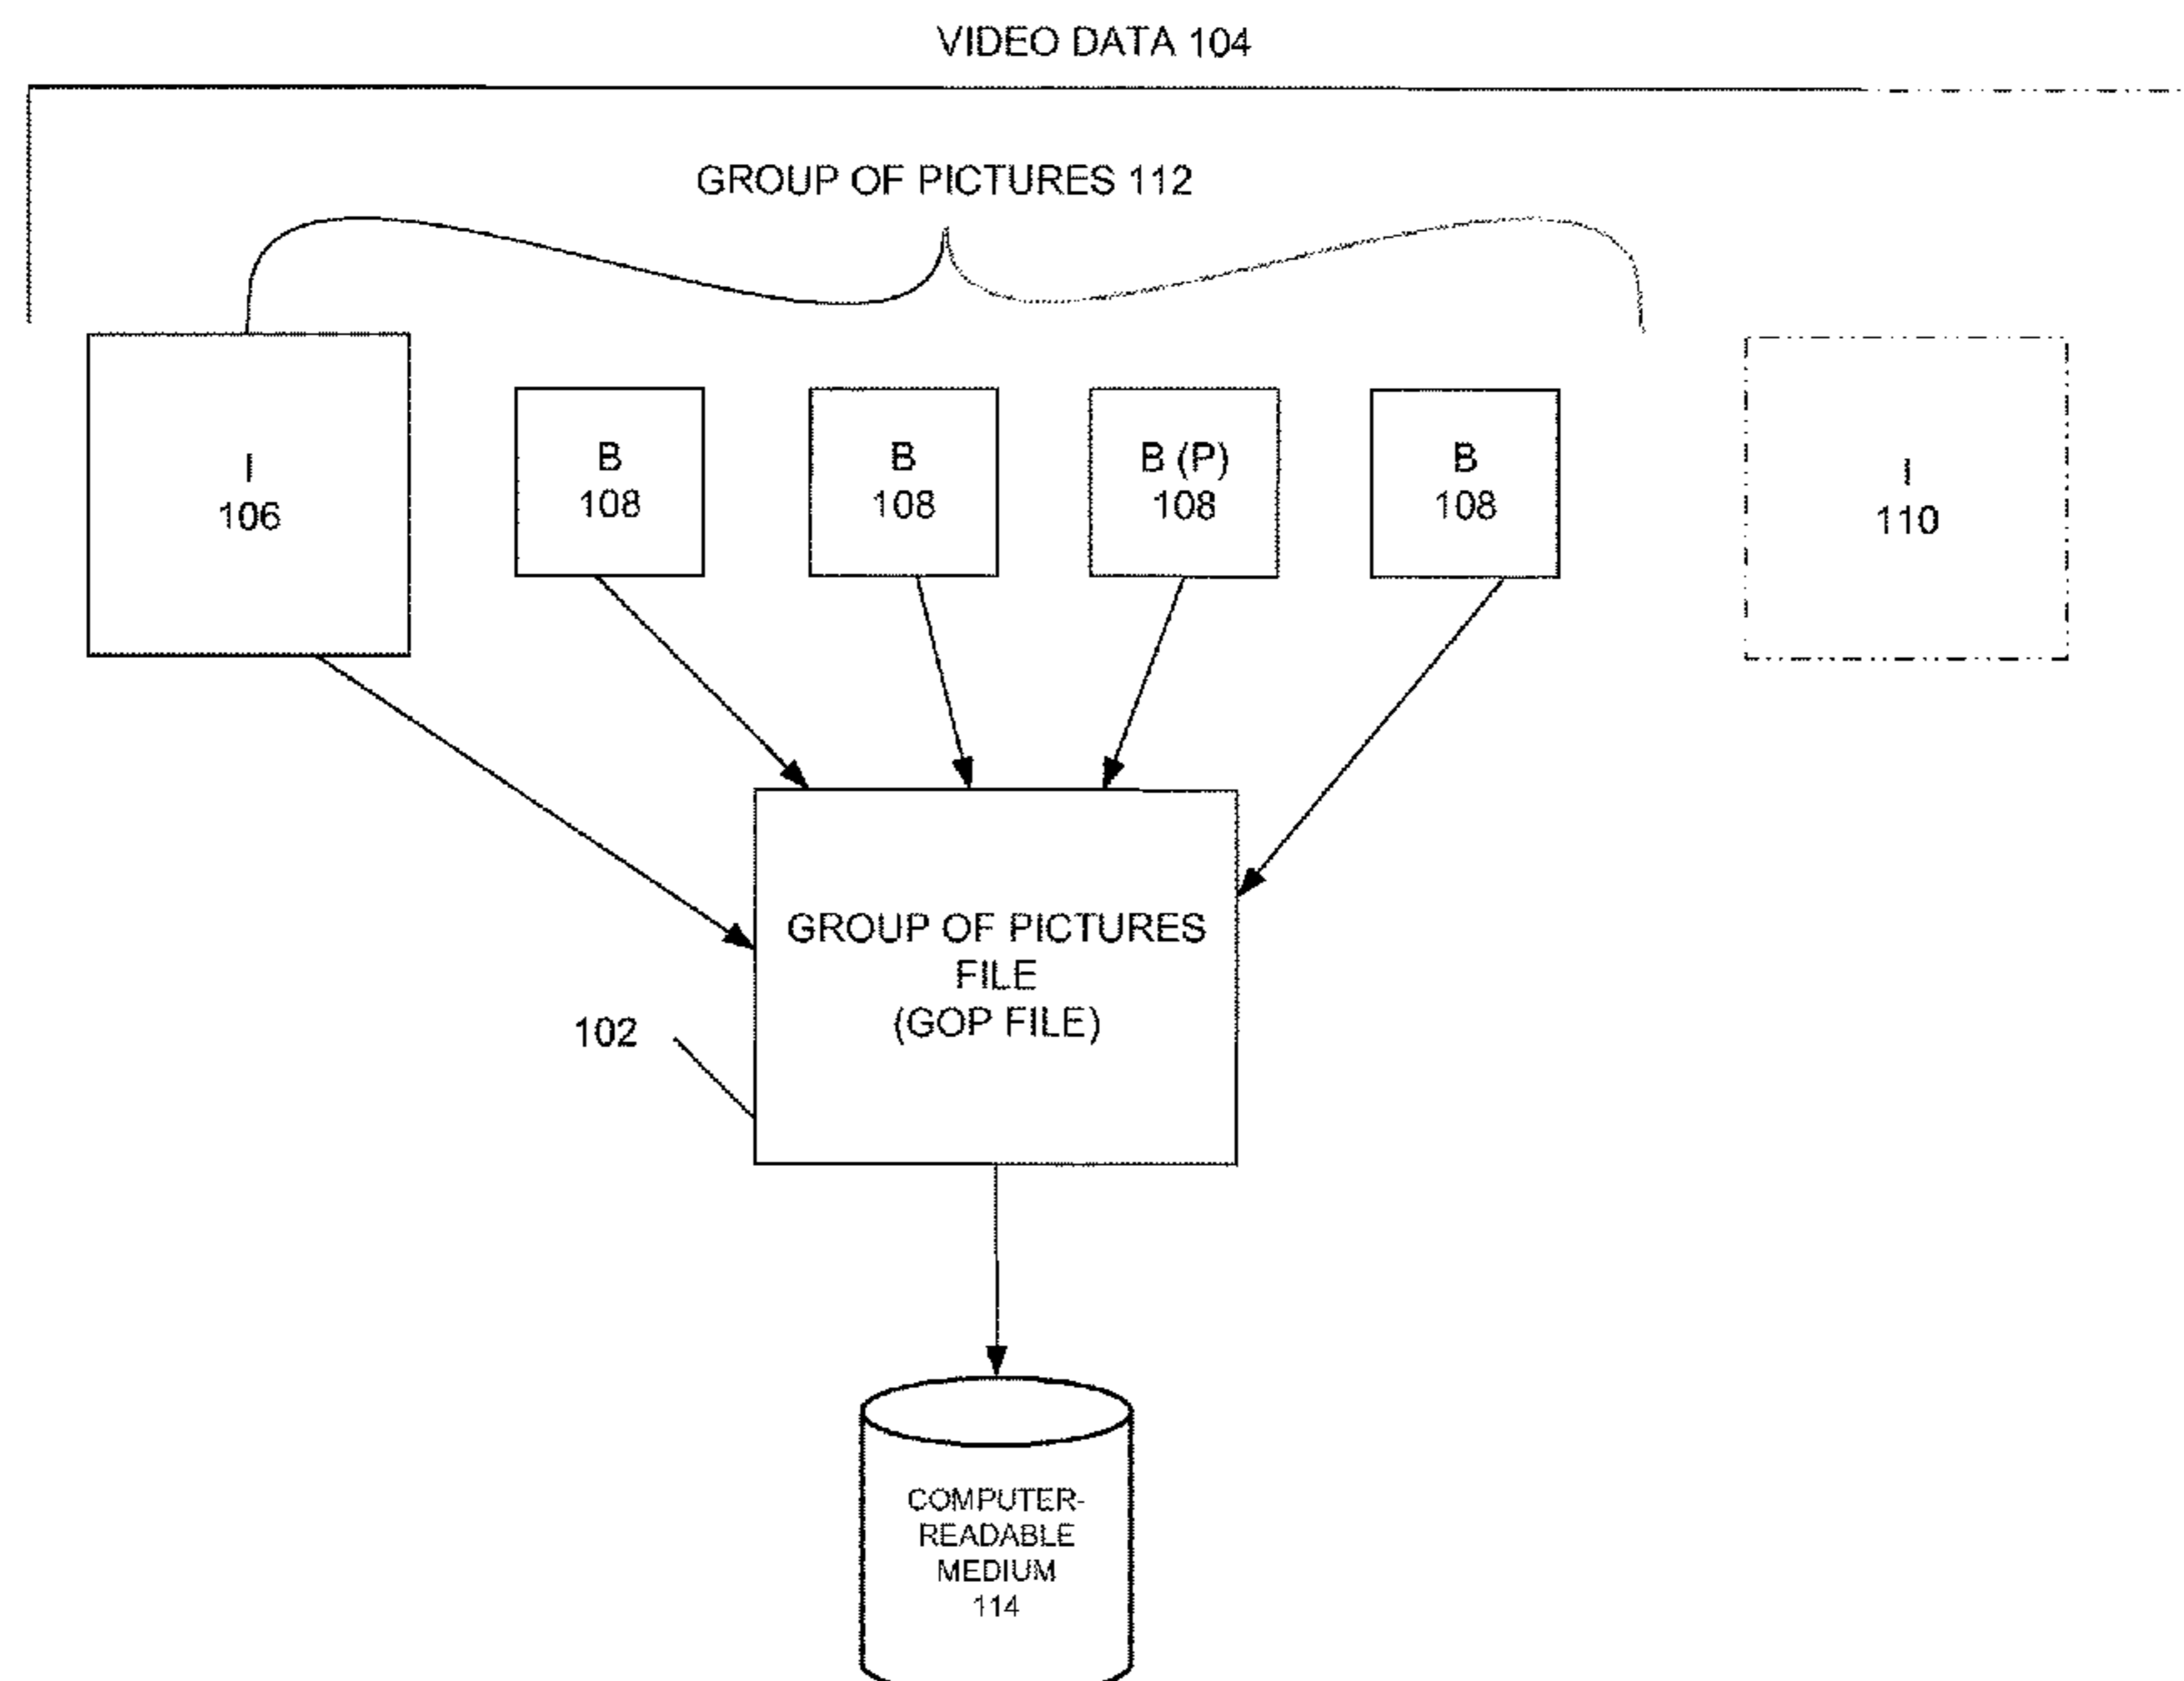 VIDEO DATA 104
GROUP OF PICTURES 112
I
106
B
108
B
108
B (P)
108
B
108
I
110
GROUP OF PICTURES
FILE
(GOP FILE)
102
COMPUTER-
READABLE
MEDIUM
114